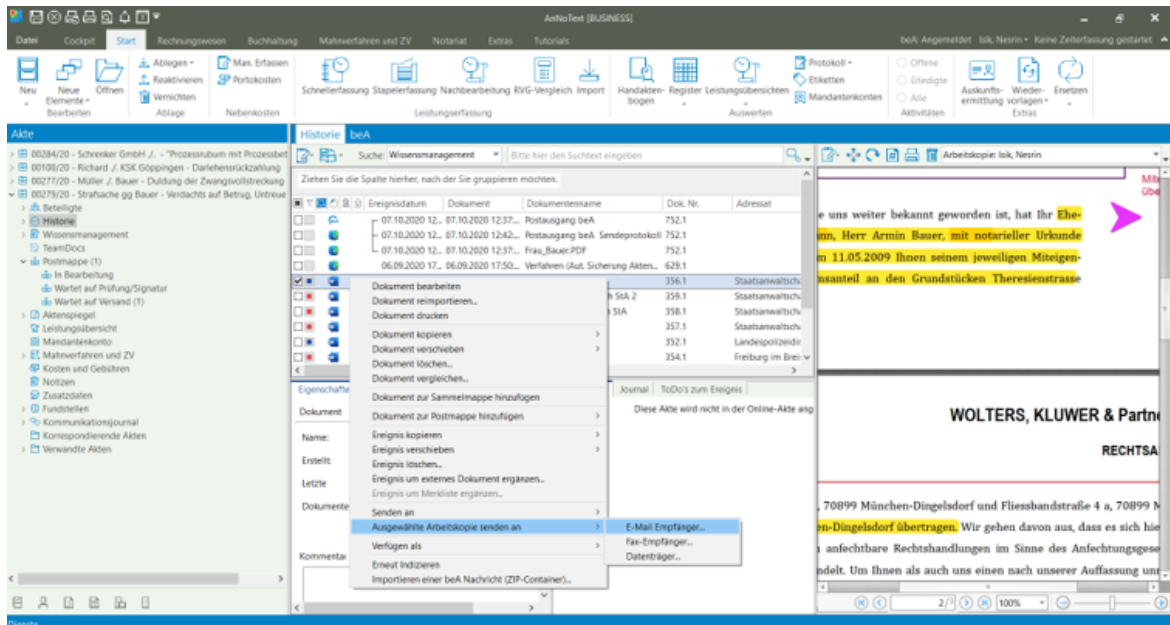 AnNoText [BUSINESS]
Datei Cockpit Start Rechnungswesen Buchhaltung Mahnverfahren und ZV Notariat Extras Tutorials
beA: Angemeldet Isik, Nesrin Keine Zeiterfassung gestartet
Neu
Neue Elemente
Öffnen
Bearbeiten
Ablegen
Reaktivieren
Vernichten
Ablage
Man. Erfassen
Portokosten
Nebenkosten
Schnellerfassung Stapelerfassung Nachbearbeitung RVG-Vergleich Import
Leistungserfassung
Handakten-
bogen
Register Leistungsübersichten
Protokoll
Etiketten
Mandantenkonten
Auswerten
Offene
Erledigte
Alle
Aktivitäten
Auskunfts-
ermittlung
Wieder-
vorlagen
Ersetzen
Extras
Akte
00284/20 - Schrenker GmbH ./. - "Prozessrubum mit Prozessbet
00100/20 - Richard ./. KSK Göppingen - Darlehensrückzahlung
00277/20 - Müller ./. Bauer - Duldung der Zwangsvollstreckung
00279/20 - Strafsache gg Bauer - Verdachts auf Betrug, Untreue
Beteiligte
Historie
Wissensmanagement
TeamDocs
Postmappe (1)
In Bearbeitung
Wartet auf Prüfung/Signatur
Wartet auf Versand (1)
Aktenspiegel
Leistungsübersicht
Mandantenkonto
Mahnverfahren und ZV
Kosten und Gebühren
Notizen
Zusatzdaten
Fundstellen
Kommunikationsjournal
Korrespondierende Akten
Verwandte Akten
Historie beA
Suche: Wissensmanagement Bitte hier den Suchtext eingeben
Ziehen Sie die Spalte hierher, nach der Sie gruppieren möchten.
Ereignisdatum Dokument Dokumentenname Dok. Nr. Adressat
07.10.2020 12... 07.10.2020 12:37... Postausgang beA 752.1
07.10.2020 12... 07.10.2020 12:42... Postausgang beA Sendeprotokoll 752.1
07.10.2020 12... 07.10.2020 12:37... Frau_Bauer.PDF 752.1
06.09.2020 17... 06.09.2020 17:50... Verfahren (Aut. Sicherung Akten... 629.1
356.1 Staatsanwaltsch
h StA 2 359.1 Staatsanwaltsch
StA 358.1 Staatsanwaltsch
357.1 Staatsanwaltsch
352.1 Landespolizeidir
354.1 Freiburg im Brei
Dokument bearbeiten
Dokument reimportieren...
Dokument drucken
Dokument kopieren
Dokument verschieben
Dokument löschen...
Dokument vergleichen...
Dokument zur Sammelmappe hinzufügen
Dokument zur Postmappe hinzufügen
Ereignis kopieren
Ereignis verschieben
Ereignis löschen...
Ereignis um externes Dokument ergänzen...
Ereignis um Merkliste ergänzen...
Senden an
Ausgewählte Arbeitskopie senden an
Verfügen als
Erneut Indizieren
Importieren einer beA Nachricht (ZIP-Container)...
E-Mail Empfänger...
Fax-Empfänger...
Datenträger...
Eigenschafte
Journal ToDo's zum Ereignis
Dokument
Diese Akte wird nicht in der Online-Akte ang
Name:
Erstellt:
Letzte
Dokumente
Kommentar
Arbeitskopie: Isik, Nesrin
Mite
übe
e uns weiter bekannt geworden ist, hat Ihr Ehe-
nn, Herr Armin Bauer, mit notarieller Urkunde
m 11.05.2009 Ihnen seinem jeweiligen Miteigen-
msanteil an den Grundstücken Theresienstrasse
WOLTERS, KLUWER & Partne
RECHTSA
, 70899 München-Dingelsdorf und Fliessbandstraße 4 a, 70899 M
en-Dingelsdorf übertragen. Wir gehen davon aus, dass es sich hie
anfechtbare Rechtshandlungen im Sinne des Anfechtungsgese
ndelt. Um Ihnen als auch uns einen nach unserer Auffassung unn
2/3 100%
Dienste